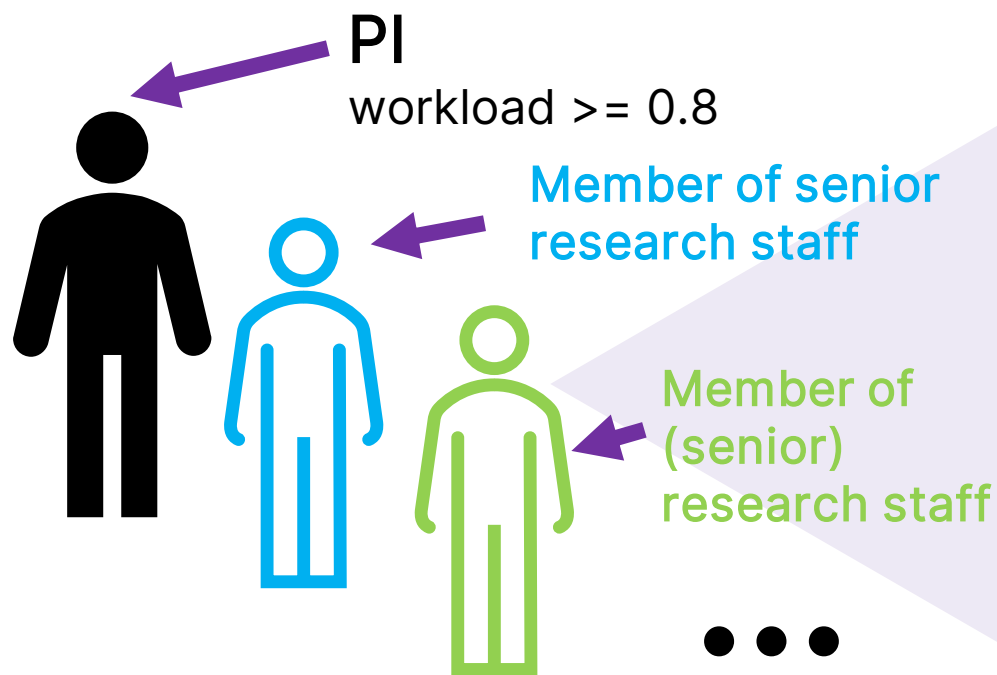 PI
workload >= 0.8
Member of senior
research staff
Member of
(senior)
research staff